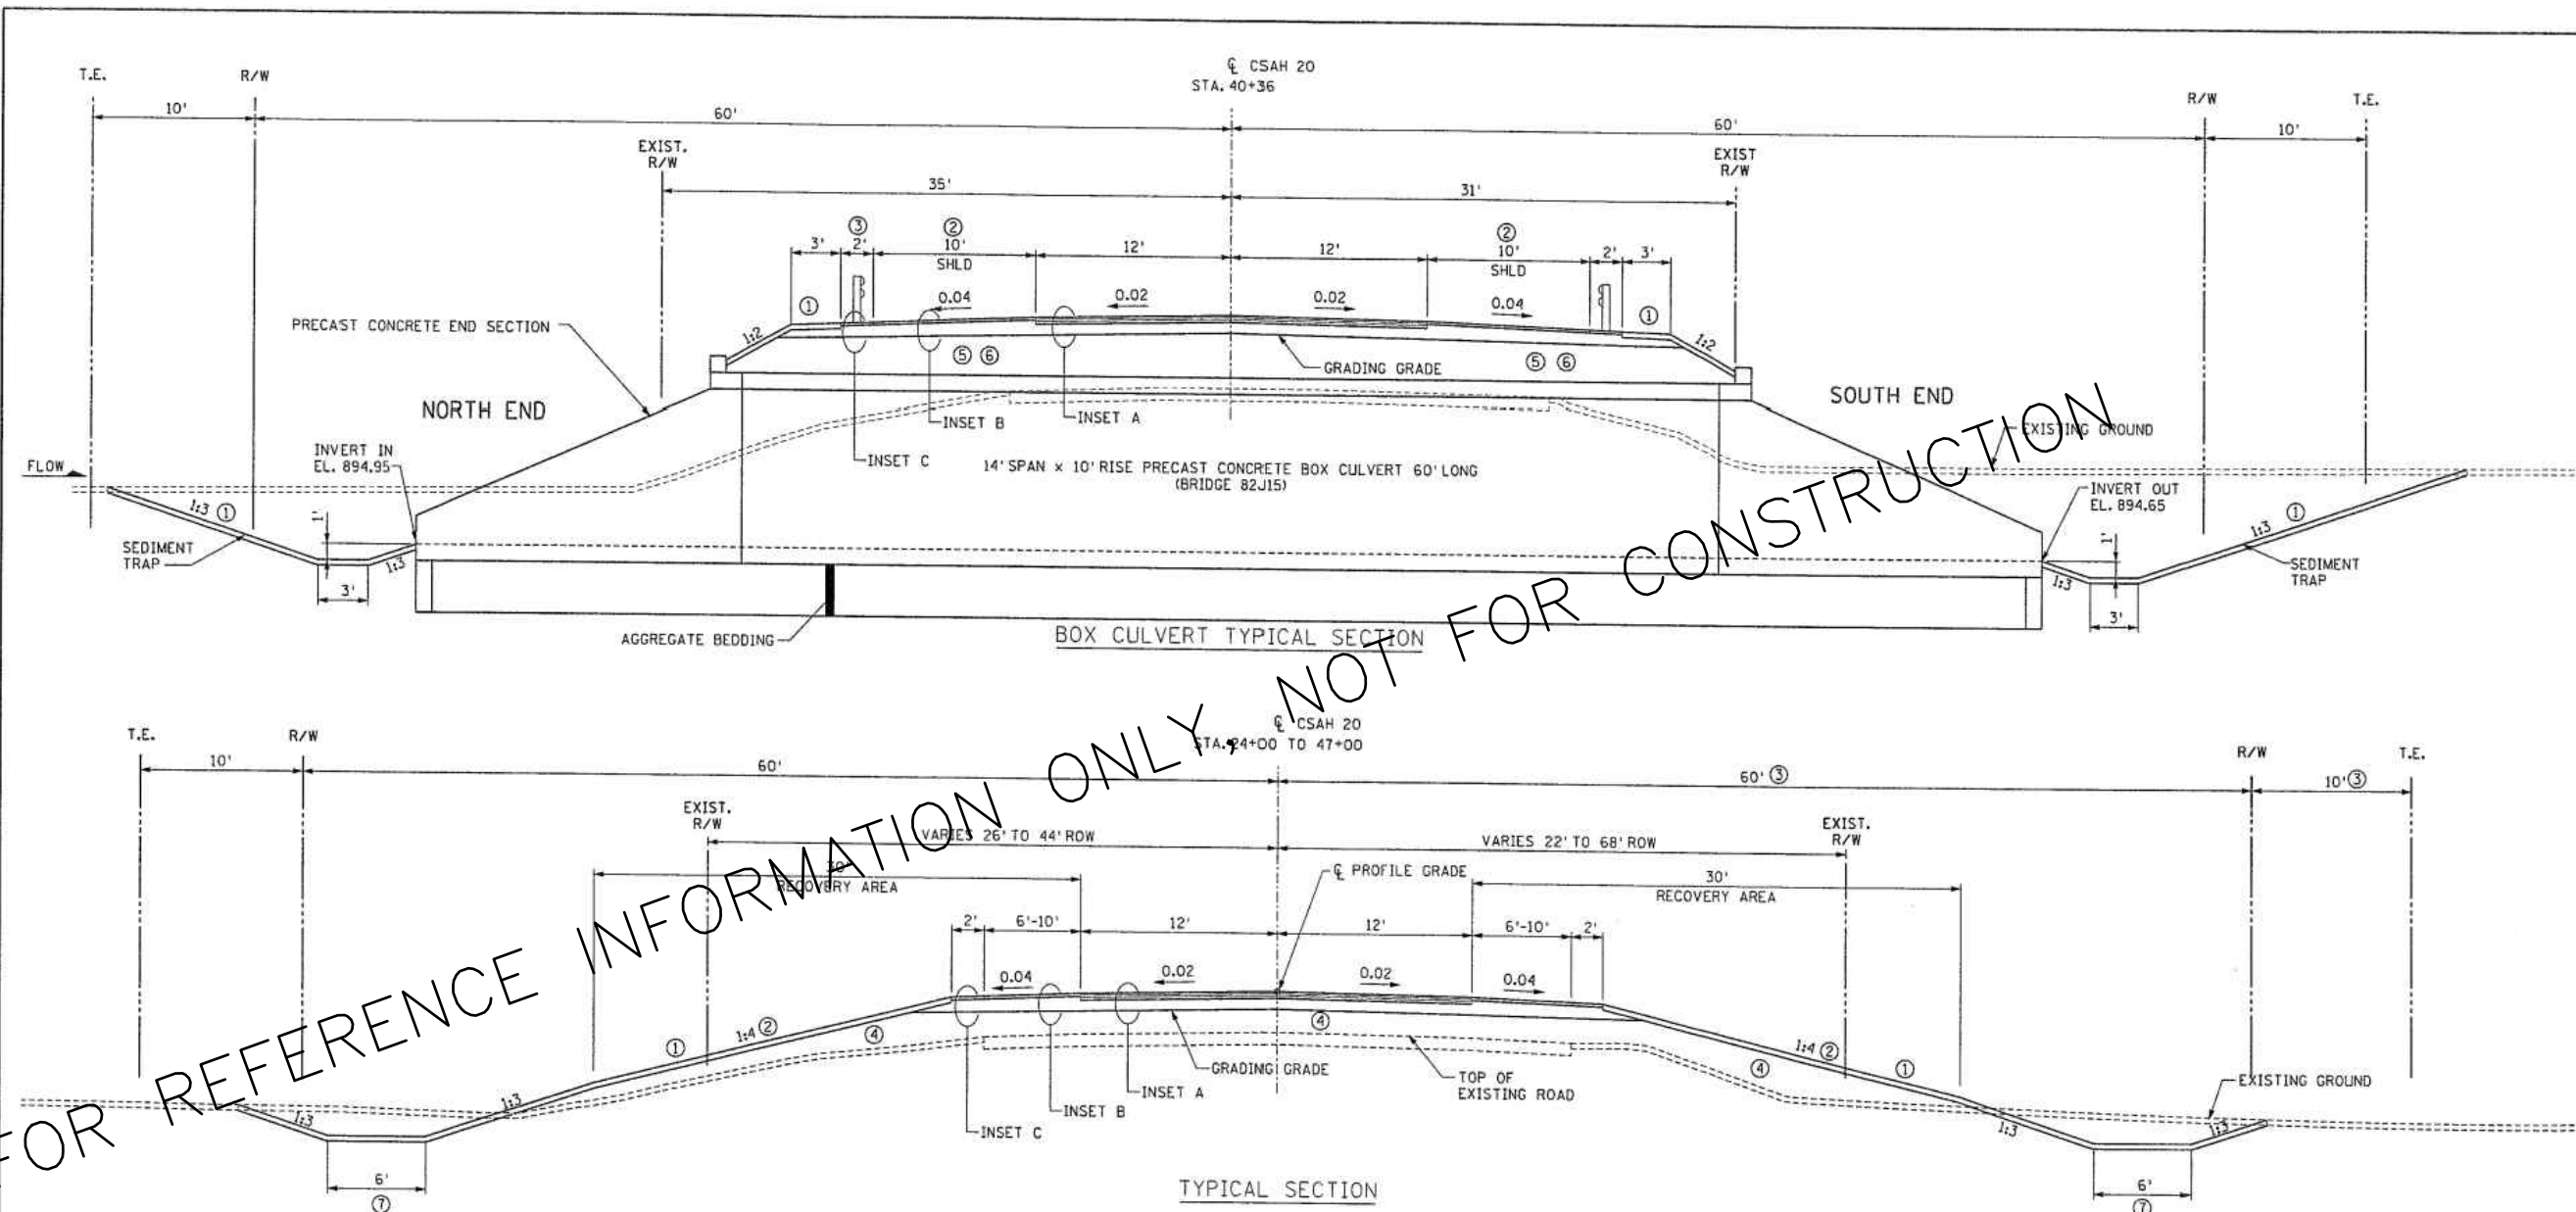 ℄ CSAH 20
STA. 40+36
T.E.
R/W
R/W
T.E.
10'
60'
60'
10'
EXIST.
R/W
EXIST
R/W
35'
31'
③
②
②
3'
2'
10'
SHLD
12'
12'
10'
SHLD
2'
3'
①
0.04
0.02
0.02
0.04
①
1:2
1:2
PRECAST CONCRETE END SECTION
⑤ ⑥
⑤ ⑥
GRADING GRADE
NORTH END
SOUTH END
INSET A
INSET B
INSET C
EXISTING GROUND
INVERT IN
EL. 894.95
FLOW
14' SPAN x 10' RISE PRECAST CONCRETE BOX CULVERT 60' LONG
(BRIDGE 82J15)
INVERT OUT
EL. 894.65
1:3 ①
1'
1:3 ①
1'
SEDIMENT
TRAP
1:3
1:3
SEDIMENT
TRAP
3'
3'
AGGREGATE BEDDING
BOX CULVERT TYPICAL SECTION
FOR REFERENCE INFORMATION ONLY, NOT FOR CONSTRUCTION
℄ CSAH 20
STA. 24+00 TO 47+00
T.E.
R/W
R/W
T.E.
10'
60'
60' ③
10' ③
EXIST.
R/W
EXIST.
R/W
VARIES 26' TO 44' ROW
VARIES 22' TO 68' ROW
30'
RECOVERY AREA
℄ PROFILE GRADE
30'
RECOVERY AREA
2'
6'-10'
12'
12'
6'-10'
2'
0.04
0.02
0.02
0.04
1:4 ②
①
④
④
1:4 ②
①
④
GRADING GRADE
TOP OF
EXISTING ROAD
EXISTING GROUND
INSET A
INSET B
INSET C
1:3
1:3
1:3
1:3
6'
⑦
6'
⑦
TYPICAL SECTION